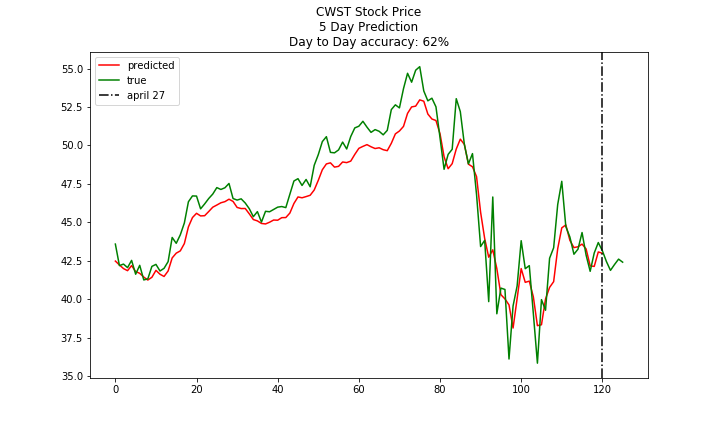 CWST Stock Price
5 Day Prediction
Day to Day accuracy: 62%
predicted
true
april 27
55.0
52.5
50.0
47.5
45.0
42.5
40.0
37.5
35.0
0
20
40
60
80
100
120